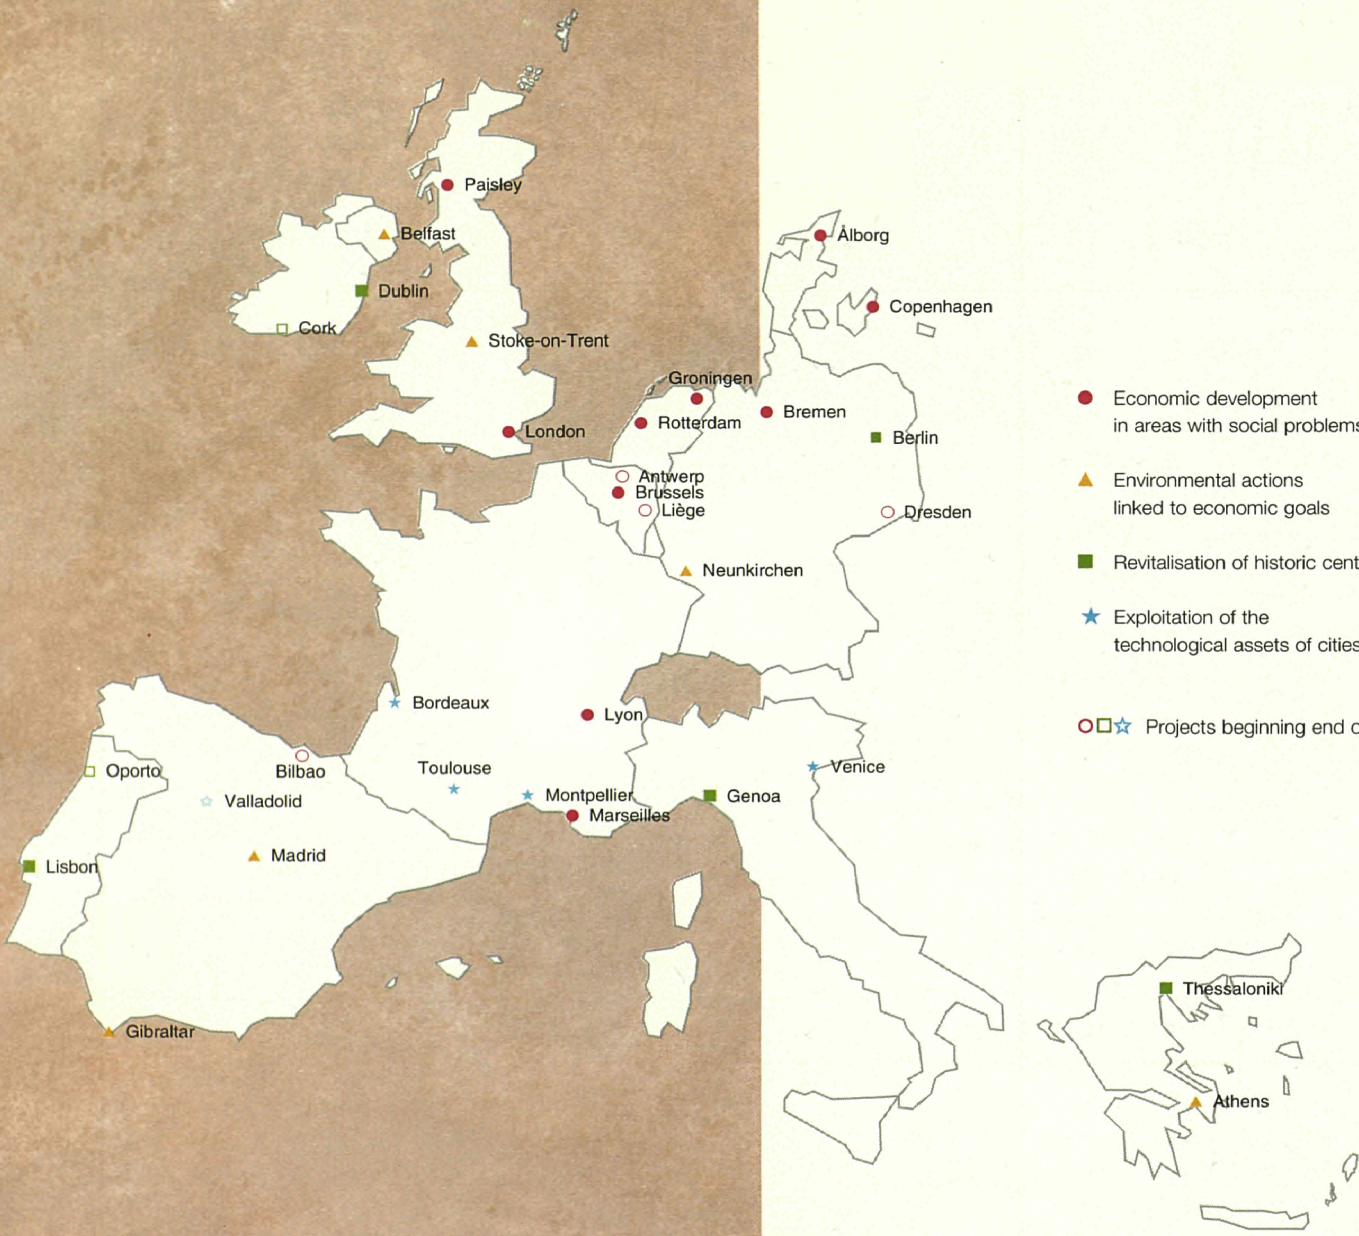 Paisley
Belfast
Ålborg
Dublin
Copenhagen
Cork
Stoke-on-Trent
Groningen
Economic development
in areas with social problems
Bremen
Rotterdam
London
Berlin
Antwerp
Environmental actions
linked to economic goals
Brussels
Liège
Dresden
Neunkirchen
Revitalisation of historic cent
Exploitation of the
technological assets of cities
Bordeaux
Lyon
Projects beginning end o
Bilbao
Oporto
Toulouse
Venice
Valladolid
Montpellier
Genoa
Marseilles
Madrid
Lisbon
Thessaloniki
Gibraltar
Athens